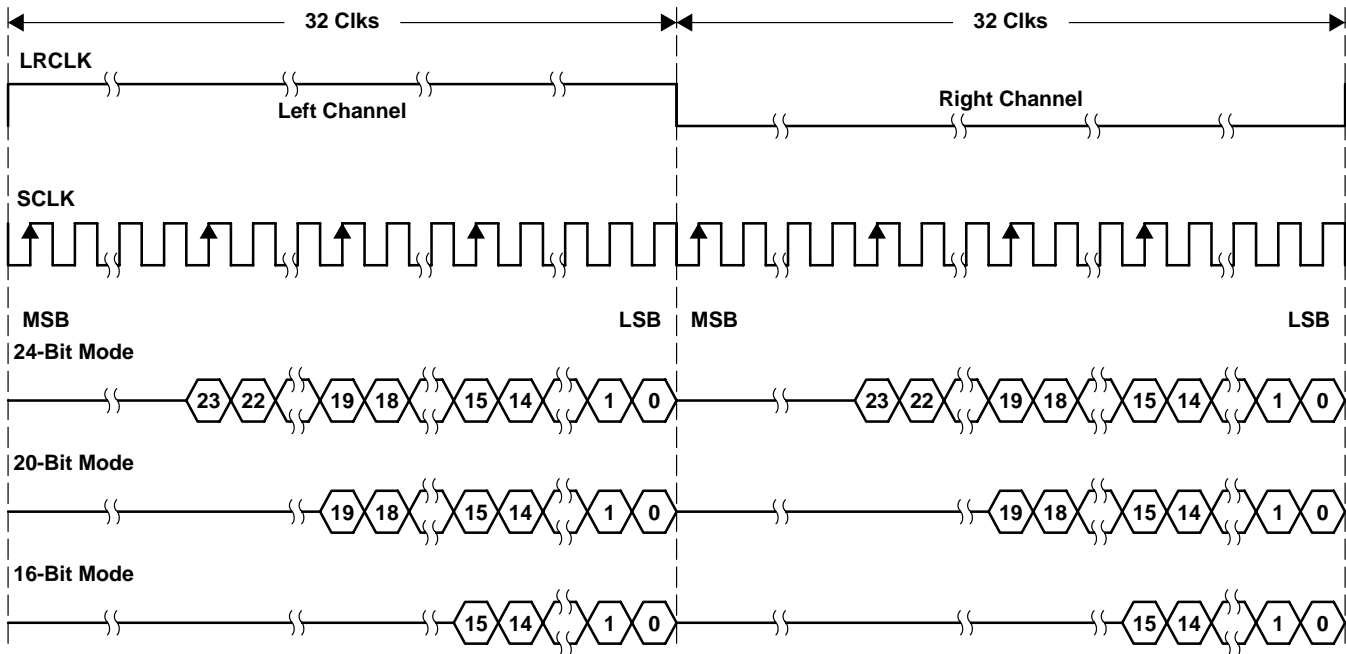 32 Clks 32 Clks
LRCLK
Left Channel Right Channel
SCLK
MSB LSB MSB LSB
24-Bit Mode
23 22 19 18 15 14 1 0 23 22 19 18 15 14 1 0
20-Bit Mode
19 18 15 14 1 0 19 18 15 14 1 0
16-Bit Mode
15 14 1 0 15 14 1 0